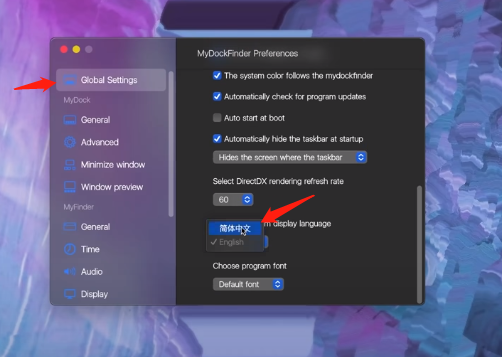 MyDockFinder Preferences
Global Settings
MyDock
General
Advanced
Minimize window
Window preview
MyFinder
General
Time
Audio
Display
The system color follows the mydockfinder
Automatically check for program updates
Auto start at boot
Automatically hide the taskbar at startup
Hides the screen where the taskbar
Select DirectDX rendering refresh rate
60
display language
简体中文
English
Choose program font
Default font